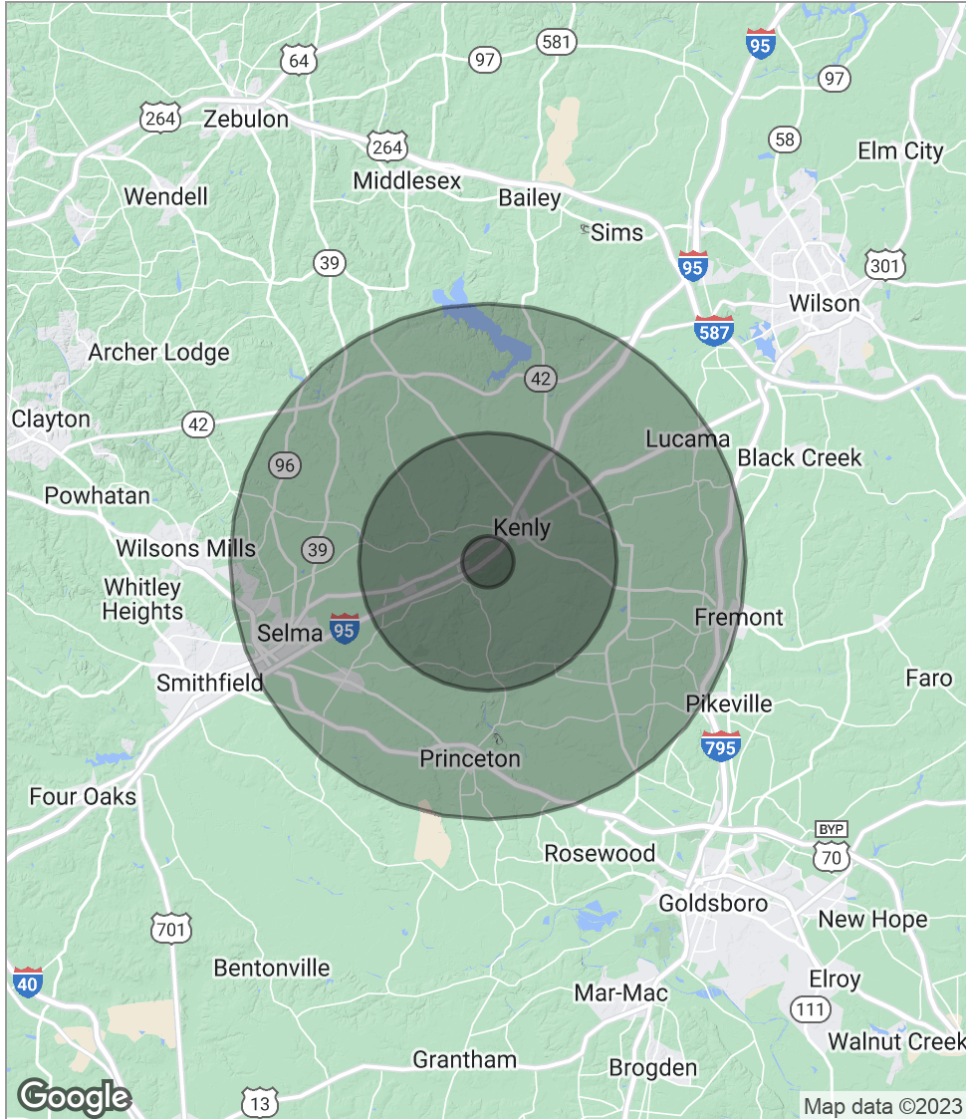 581
95
64
97
97
264
Zebulon
58
264
Elm City
Middlesex
Wendell
Bailey
Sims
39
95
301
Wilson
587
Archer Lodge
42
Clayton
42
Lucama
96
Black Creek
Powhatan
Kenly
Wilsons Mills
39
Whitley
Heights
Fremont
Selma
95
Smithfield
Faro
Pikeville
795
Princeton
Four Oaks
BYP
70
Rosewood
Goldsboro
New Hope
701
Bentonville
40
Elroy
Mar-Mac
111
Walnut Creek
Grantham
Brogden
Google
13
Map data ©2023